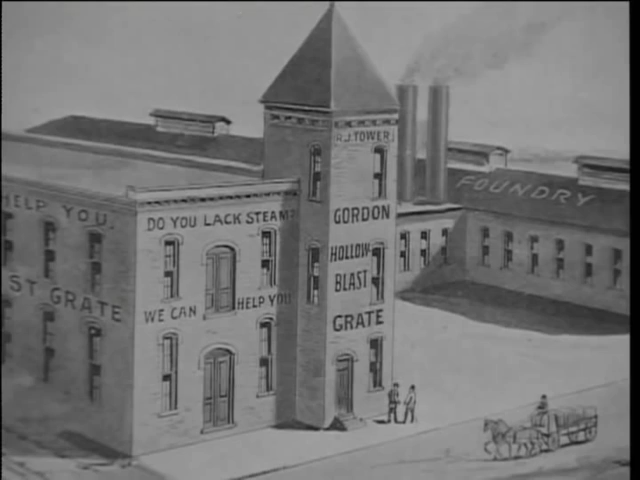 HELP YOU.
ST GRATE
DO YOU LACK STEAM?
WE CAN HELP YOU
R.J. TOWER
GORDON
HOLLOW
BLAST
GRATE
FOUNDRY